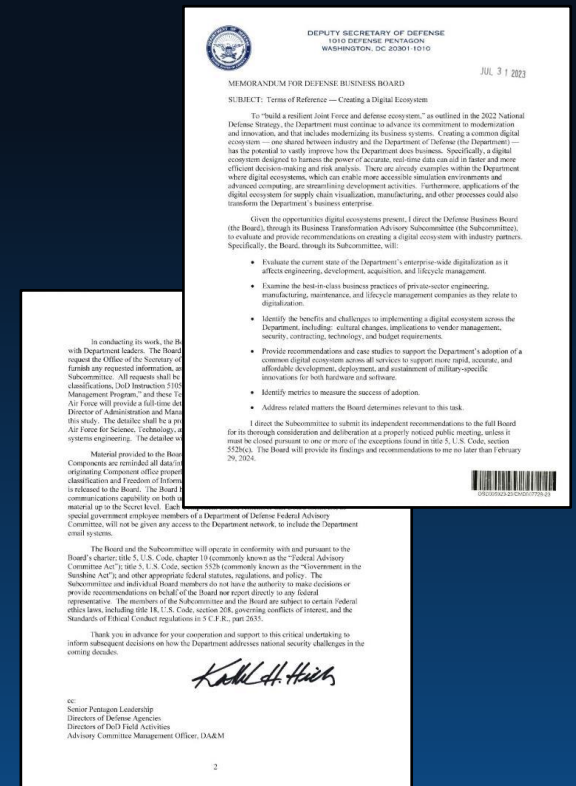 DEPUTY SECRETARY OF DEFENSE
1010 DEFENSE PENTAGON
WASHINGTON, DC 20301-1010
JUL 31 2023
MEMORANDUM FOR DEFENSE BUSINESS BOARD
SUBJECT: Terms of Reference — Creating a Digital Ecosystem
To "build a resilient Joint Force and defense ecosystem," as outlined in the 2022 National
Defense Strategy, the Department must continue to advance its commitment to modernization
and innovation, and that includes modernizing its business systems. Creating a common digital
ecosystem — one shared between industry and the Department of Defense (the Department) —
has the potential to vastly improve how the Department does business. Specifically, a digital
ecosystem designed to harness the power of accurate, real-time data can aid in faster and more
efficient decision-making and risk analysis. There are already examples within the Department
where digital ecosystems, which can enable more accessible simulation environments and
advanced computing, are streamlining development activities. Furthermore, applications of the
digital ecosystem for supply chain visualization, manufacturing, and other processes could also
transform the Department's business enterprise.
Given the opportunities digital ecosystems present, I direct the Defense Business Board
(the Board), through its Business Transformation Advisory Subcommittee (the Subcommittee),
to evaluate and provide recommendations on creating a digital ecosystem with industry partners.
Specifically, the Board, through its Subcommittee, will:
• Evaluate the current state of the Department's enterprise-wide digitalization as it
affects engineering, development, acquisition, and lifecycle management.
• Examine the best-in-class business practices of private-sector engineering,
manufacturing, maintenance, and lifecycle management companies as they relate to
digitalization.
• Identify the benefits and challenges to implementing a digital ecosystem across the
Department, including: cultural changes, implications to vendor management,
security, contracting, technology, and budget requirements.
• Provide recommendations and case studies to support the Department's adoption of a
common digital ecosystem across all services to support more rapid, accurate, and
affordable development, deployment, and sustainment of military-specific
innovations for both hardware and software.
• Identify metrics to measure the success of adoption.
• Address related matters the Board determines relevant to this task.
I direct the Subcommittee to submit its independent recommendations to the full Board
for its thorough consideration and deliberation at a properly noticed public meeting, unless it
must be closed pursuant to one or more of the exceptions found in title 5, U.S. Code, section
552b(c). The Board will provide its findings and recommendations to me no later than February
29, 2024.
In conducting its work, the
with Department leaders. The Board
request the Office of the Secretary of
furnish any requested information,
Subcommittee. All requests shall be
classifications, DoD Instruction 5105
Management Program," and these
Air Force will provide a full-time
Director of Administration and
this study. The detailee shall be a
Air Force for Science, Technology,
systems engineering. The detailee
Material provided to the
Components are reminded all
originating Component office
classification and Freedom of
is released to the Board. The Board
communications capability on both
material up to the Secret level. Each
special government employee members of a Department of Defense Federal Advisory
Committee, will not be given any access to the Department network, to include the Department
email systems.
The Board and the Subcommittee will operate in conformity with and pursuant to the
Board's charter; title 5, U.S. Code, chapter 10 (commonly known as the "Federal Advisory
Committee Act"); title 5, U.S. Code, section 552b (commonly known as the "Government in the
Sunshine Act"); and other appropriate federal statutes, regulations, and policy. The
Subcommittee and individual Board members do not have the authority to make decisions or
provide recommendations on behalf of the Board nor report directly to any federal
representative. The members of the Subcommittee and the Board are subject to certain Federal
ethics laws, including title 18, U.S. Code, section 208, governing conflicts of interest, and the
Standards of Ethical Conduct regulations in 5 C.F.R., part 2635.
Thank you in advance for your cooperation and support to this critical undertaking to
inform subsequent decisions on how the Department addresses national security challenges in the
coming decades.
cc:
Senior Pentagon Leadership
Directors of Defense Agencies
Directors of DoD Field Activities
Advisory Committee Management Officer, DA&M
2